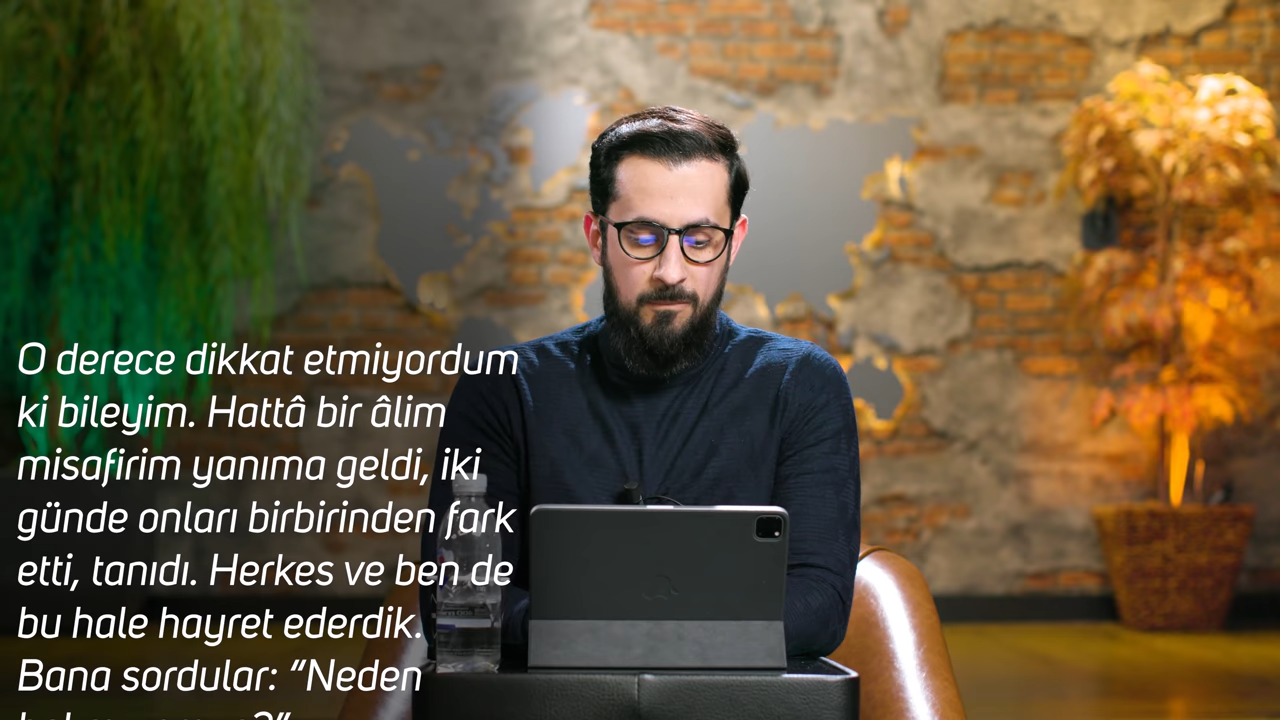 O derece dikkat etmiyordum
ki bileyim. Hattâ bir âlim
misafirim yanıma geldi, iki
günde onları birbirinden fark
etti, tanıdı. Herkes ve ben de
bu hale hayret ederdik.
Bana sordular: “Neden